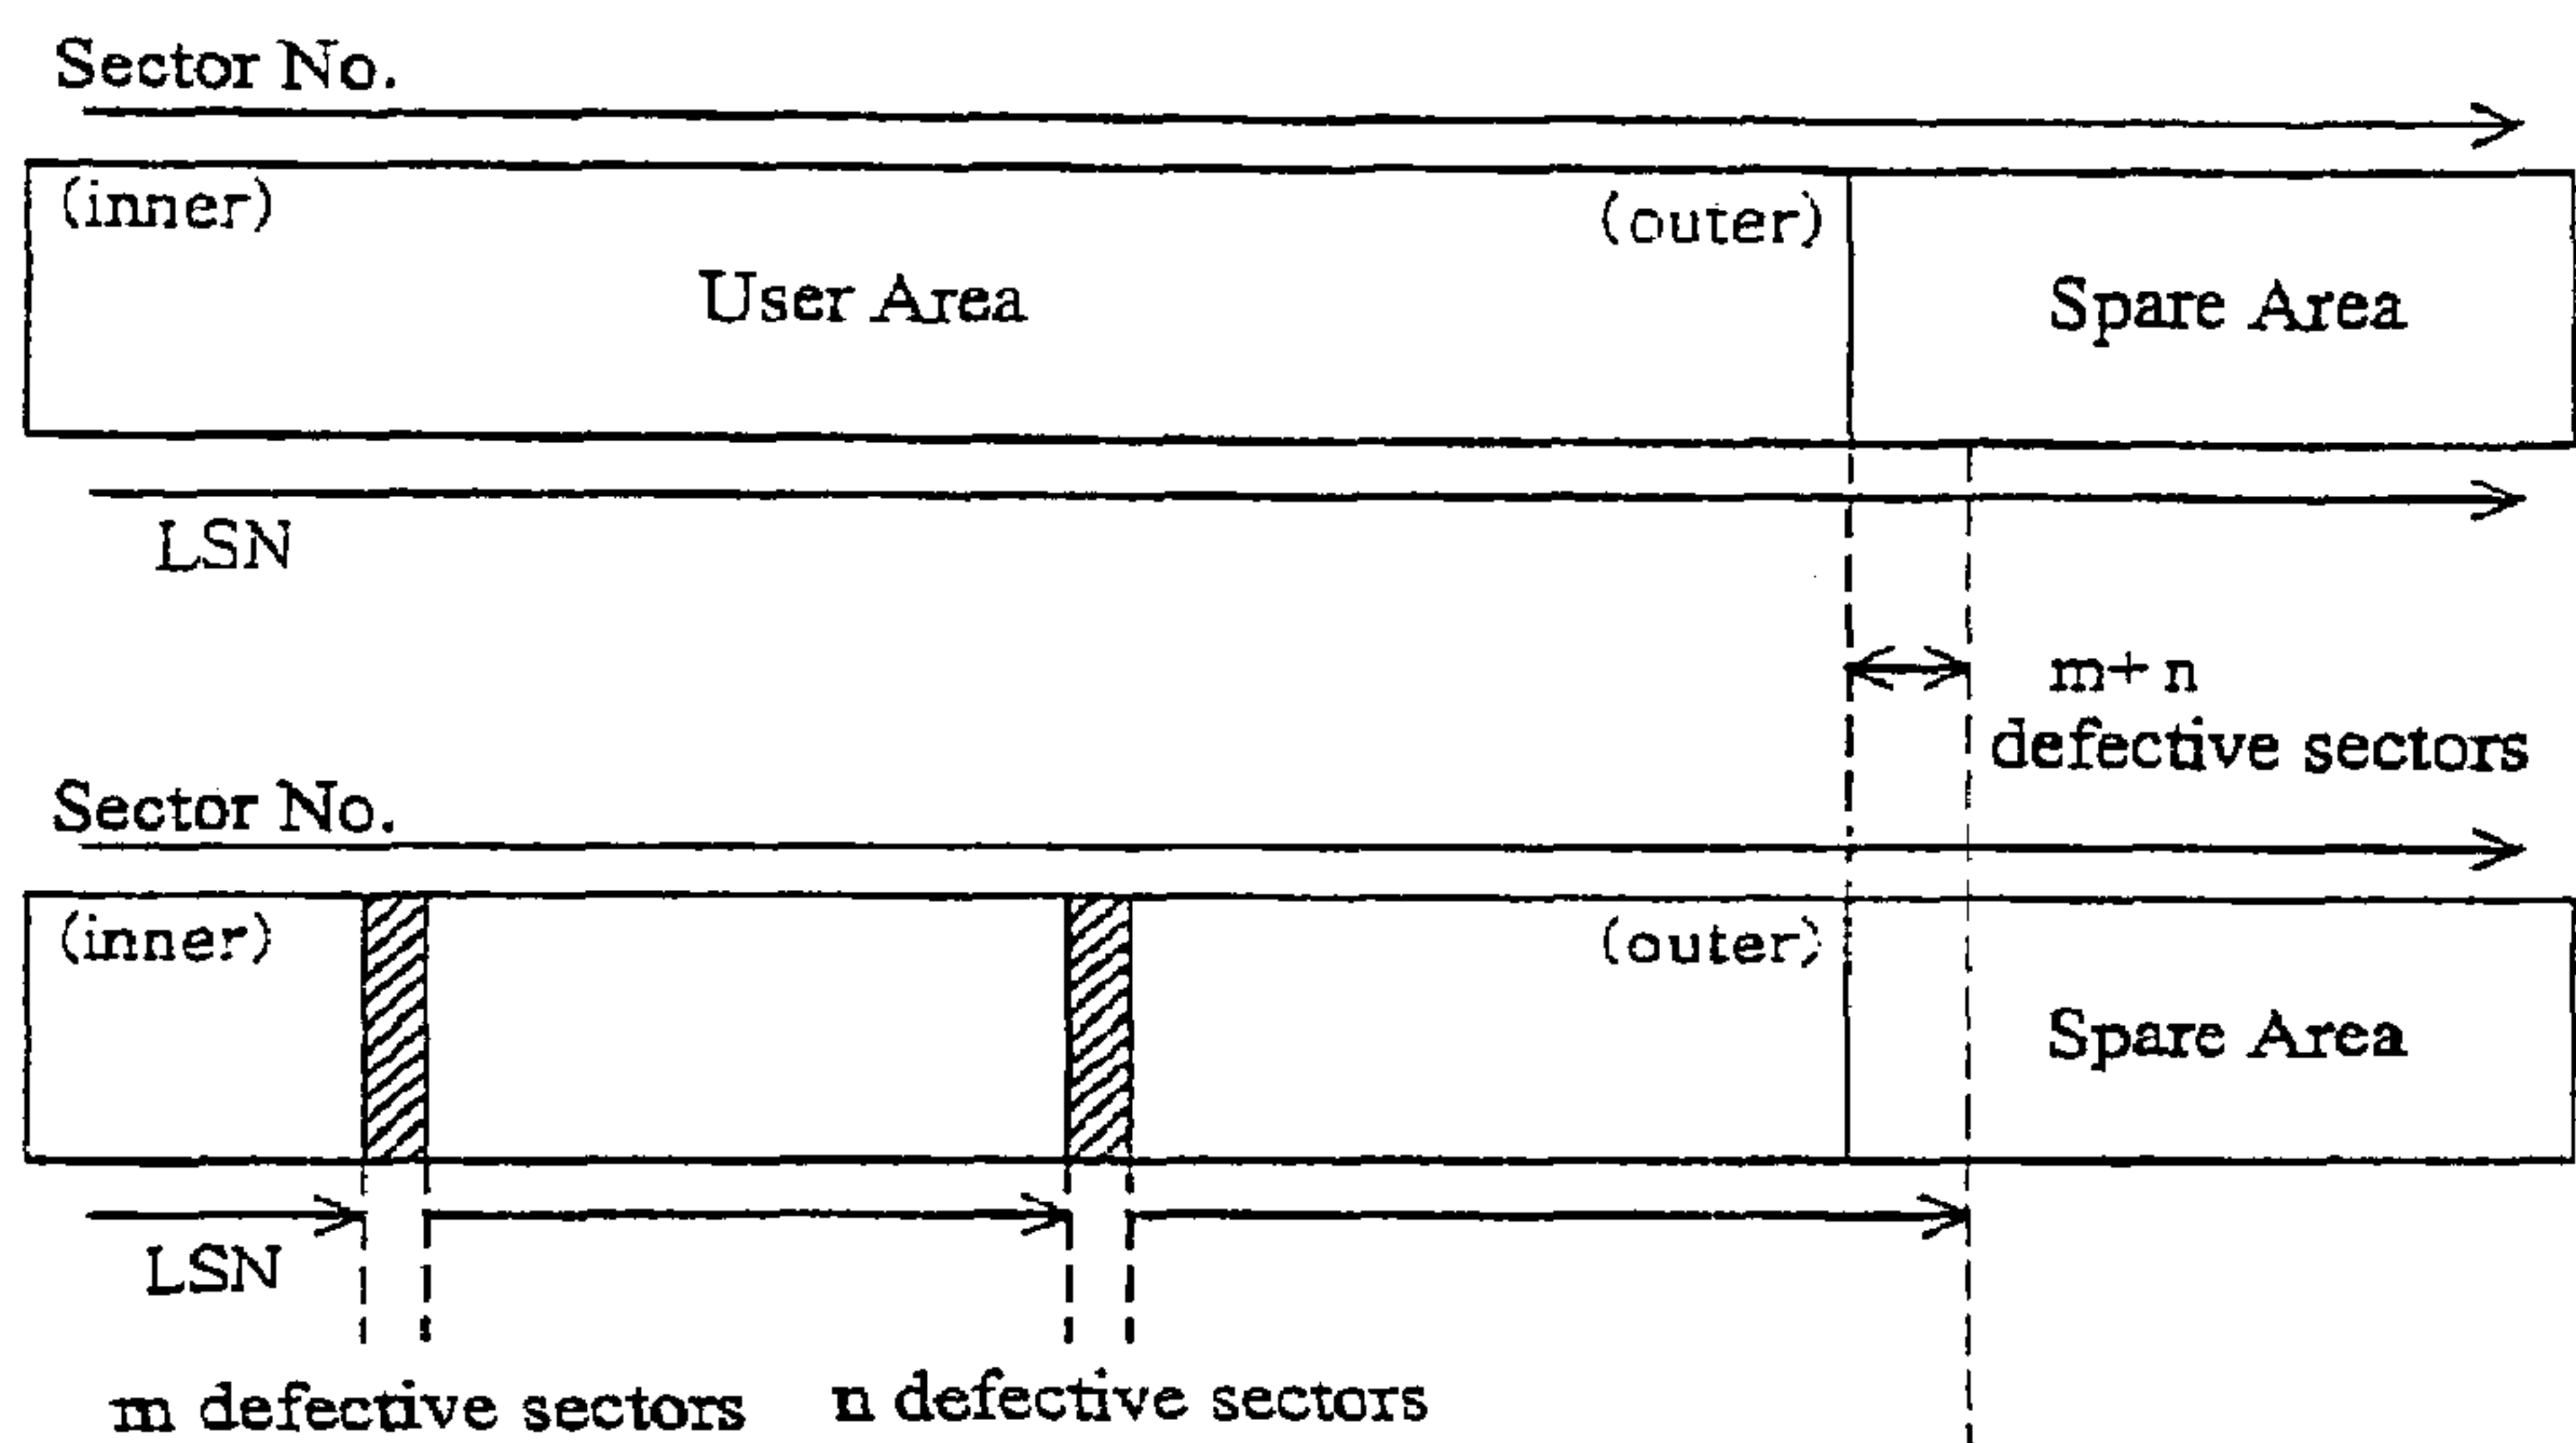 Sector No.
(inner)
(outer)
User Area
Spare Area
LSN
m+ n
defective sectors
Sector No.
(inner)
(outer)
Spare Area
LSN
m defective sectors
n defective sectors